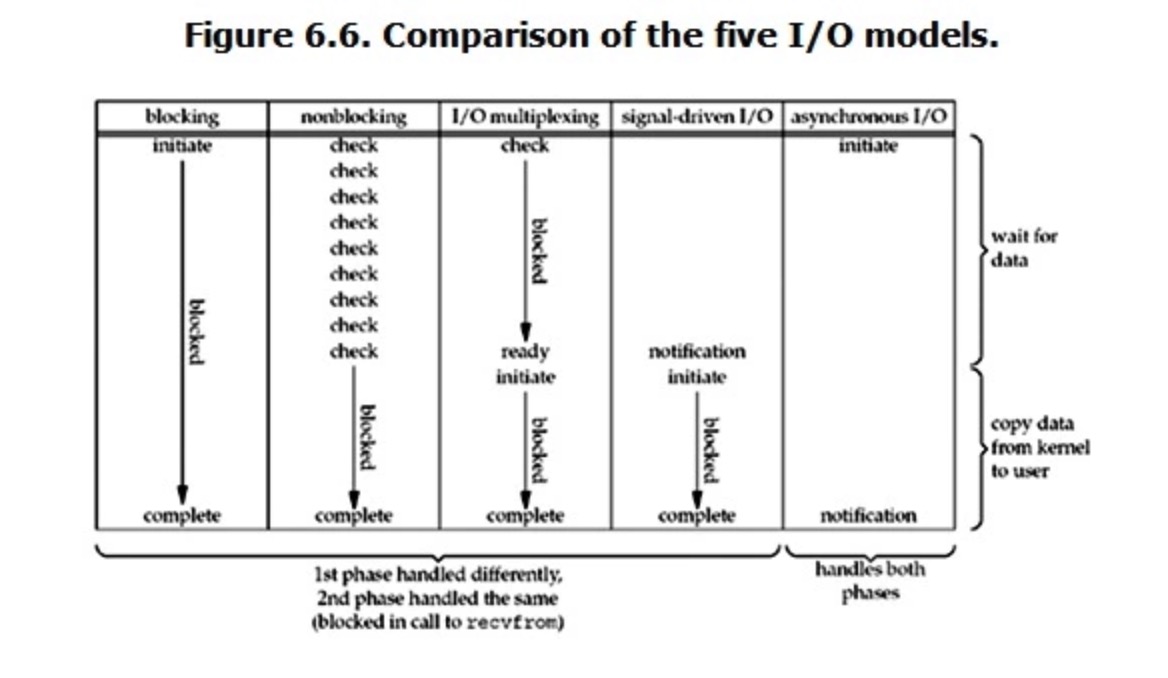 Figure 6.6. Comparison of the five I/O models.
blocking nonblocking I/O multiplexing signal-driven I/O asynchronous I/O
initiate check check initiate
check
check
check
check
check
check
check
check ready notification
initiate initiate
blocked
blocked
blocked
blocked
blocked
complete complete complete complete notification
wait for
data
copy data
from kernel
to user
1st phase handled differently,
2nd phase handled the same
(blocked in call to recvfrom)
handles both
phases